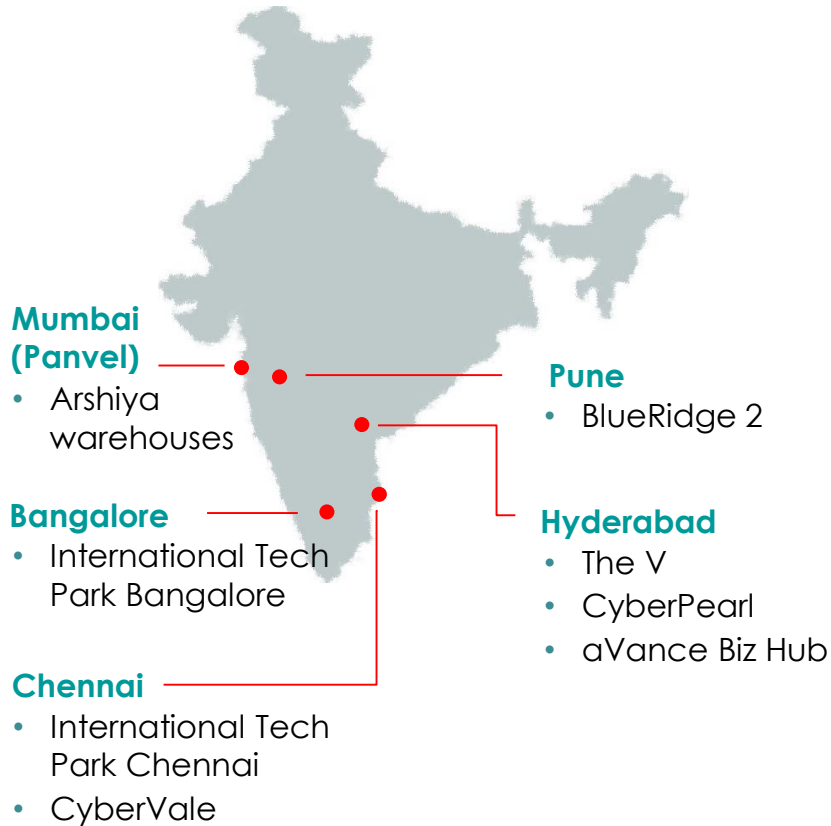 Mumbai
(Panvel)
• Arshiya
warehouses
Pune
• BlueRidge 2
Bangalore
• International Tech
Park Bangalore
Hyderabad
• The V
• CyberPearl
• aVance Biz Hub
Chennai
• International Tech
Park Chennai
• CyberVale